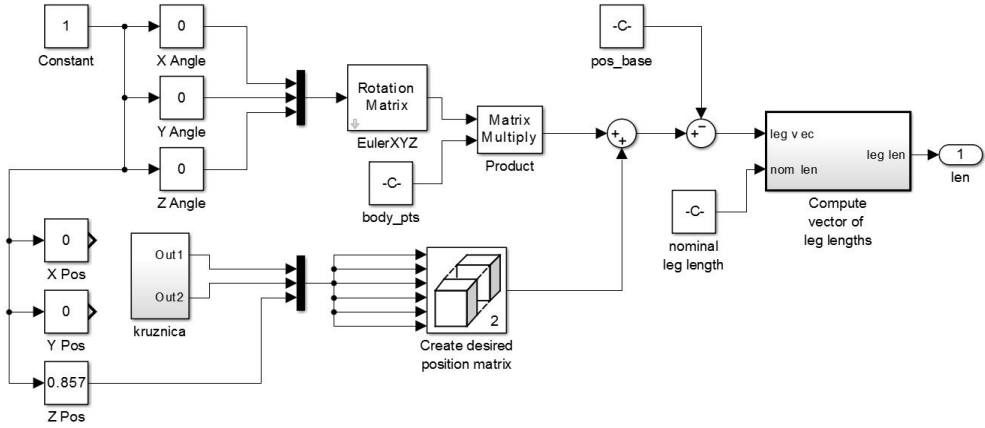 1
Constant
0
X Angle
0
Y Angle
0
Z Angle
Rotation
Matrix
EulerXYZ
-C-
body_pts
Matrix
Multiply
Product
-C-
pos_base
+
+
+
−
-C-
nominal
leg length
leg vec
nom len
leg len
Compute
vector of
leg lengths
1
len
0
X Pos
0
Y Pos
0.857
Z Pos
Out1
Out2
kruznica
2
Create desired
position matrix